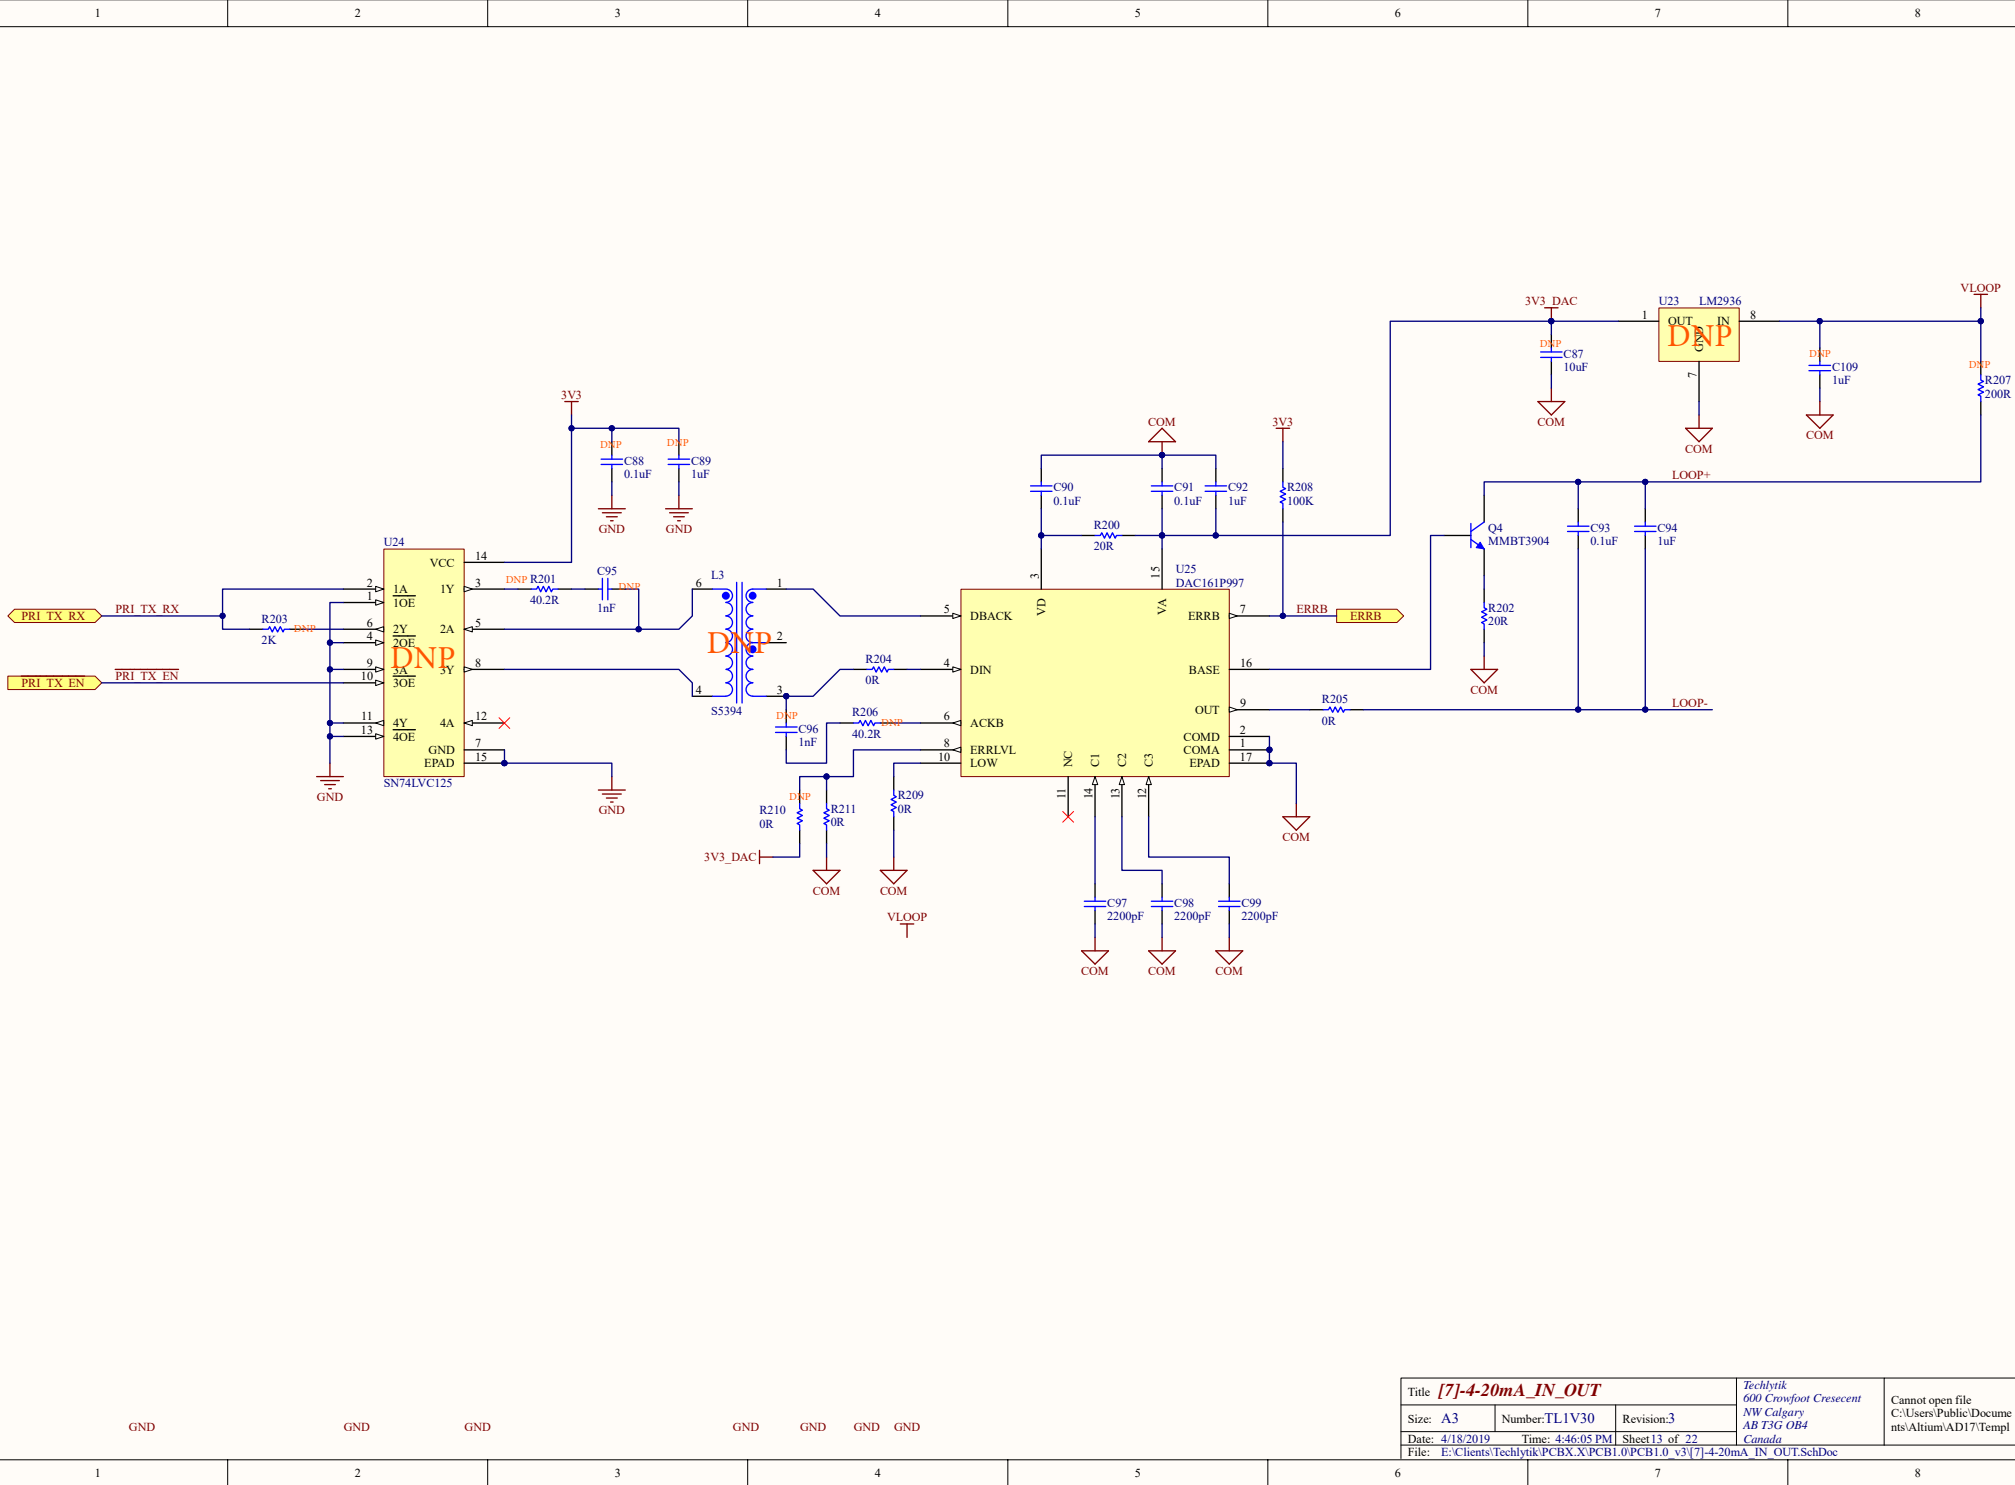 1 2 3 4 5 6 7 8
VLOOP
3V3_DAC
U23 LM2936
1 OUT IN 8
GND
DNP
7
DNP
C87
10uF
DNP
C109
1uF
DNP
R207
200R
COM
COM
COM
3V3
DNP
C88
0.1uF
DNP
C89
1uF
GND
GND
COM
3V3
C90
0.1uF
C91
0.1uF
C92
1uF
R208
100K
R200
20R
LOOP+
Q4
MMBT3904
C93
0.1uF
C94
1uF
R202
20R
COM
LOOP-
U24
VCC 14
2 1A 1Y 3
1 1OE
6 2Y 2A 5
4 2OE
9 3A 3Y 8
10 3OE
11 4Y 4A 12
13 4OE
GND 7
EPAD 15
DNP
SN74LVC125
PRI_TX_RX PRI_TX_RX
R203
2K
DNP
PRI_TX_EN PRI_TX_EN
GND
GND
DNP R201
40.2R
C95
1nF
DNP
L3
6 1
2
4 3
DNP
S5394
R204
0R
DNP
C96
1nF
R206
40.2R
DNP
U25
DAC161P997
3 VD
15 VA
5 DBACK
4 DIN
6 ACKB
8 ERRLVL
10 LOW
ERRB 7
BASE 16
OUT 9
COMD 2
COMA 1
EPAD 17
NC 11
C1 14
C2 13
C3 12
ERRB ERRB
R205
0R
COM
DNP
R210
0R
R211
0R
R209
0R
3V3_DAC
COM
COM
VLOOP
C97
2200pF
C98
2200pF
C99
2200pF
COM
COM
COM
GND GND GND GND GND GND GND
Title [7]-4-20mA_IN_OUT
Size: A3 Number:TL1V30 Revision:3
Date: 4/18/2019 Time: 4:46:05 PM Sheet13 of 22
File: E:\Clients\Techlytik\PCBX.X\PCB1.0\PCB1.0_v3\[7]-4-20mA_IN_OUT.SchDoc
Techlytik
600 Crowfoot Cresecent
NW Calgary
AB T3G OB4
Canada
Cannot open file
C:\Users\Public\Docume
nts\Altium\AD17\Templ
1 2 3 4 5 6 7 8